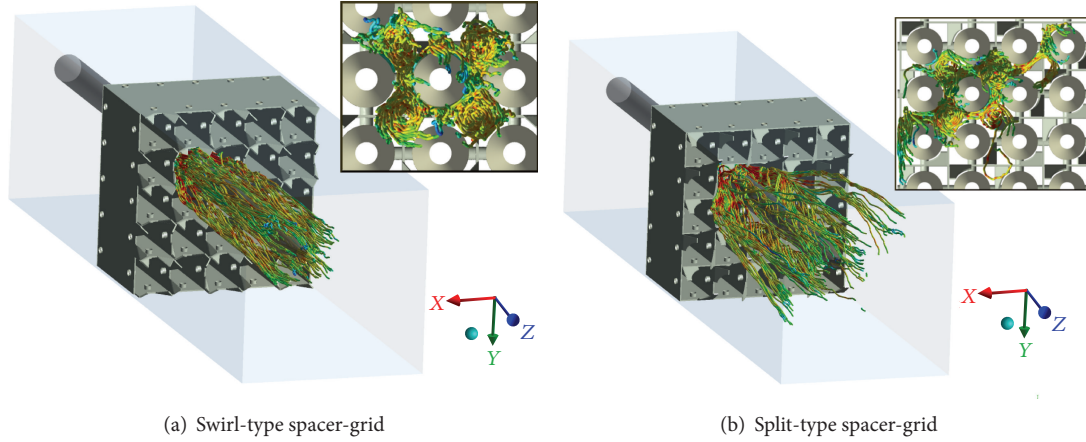 X
Y
Z
X
Y
Z
(a) Swirl-type spacer-grid
(b) Split-type spacer-grid